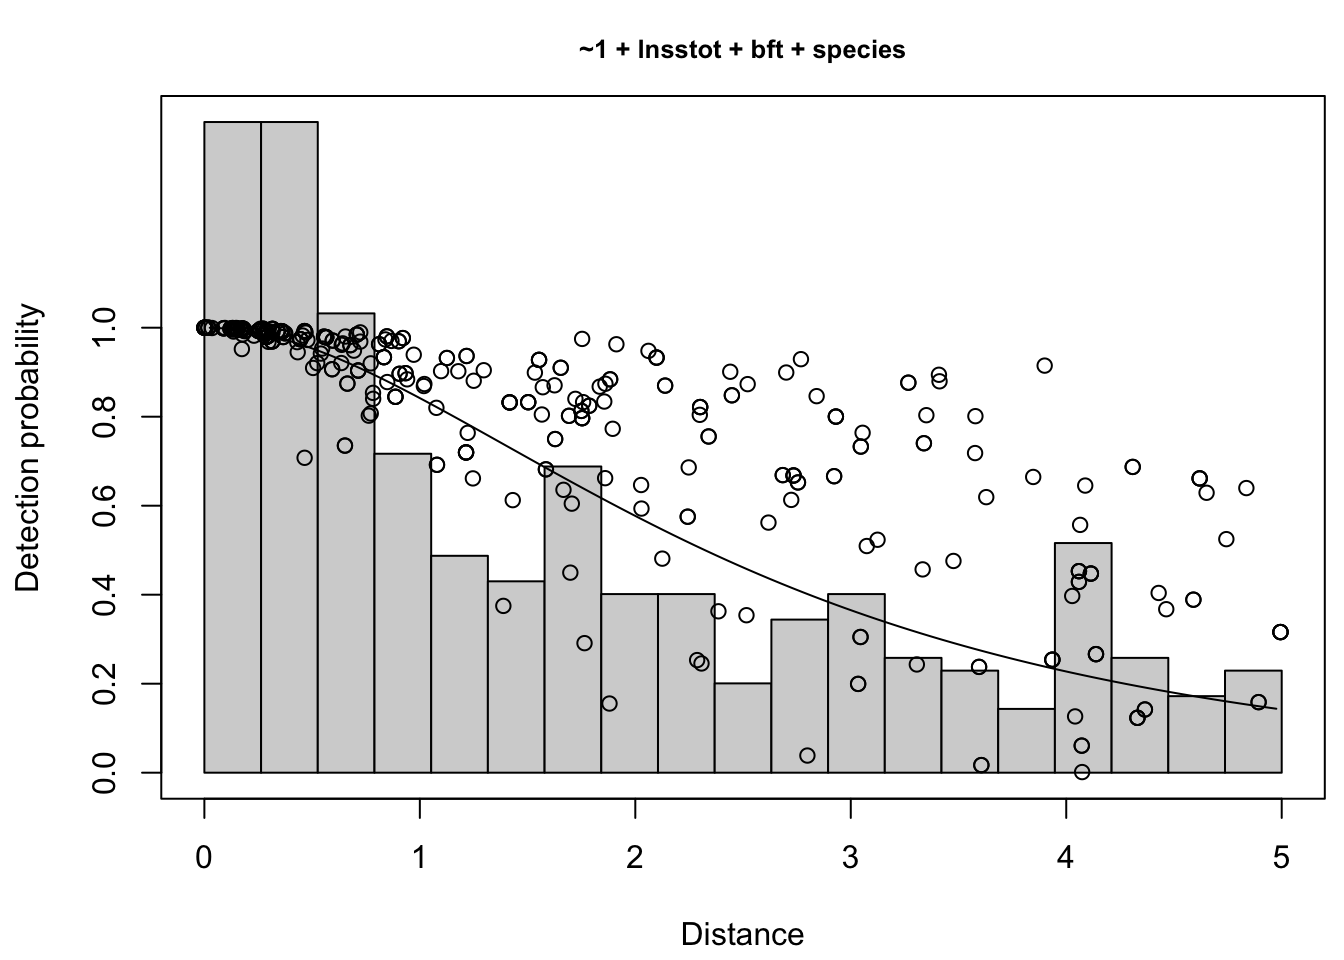 ~1 + lnsstot + bft + species
Detection probability
1.0
0.8
0.6
0.4
0.2
0.0
0 1 2 3 4 5
Distance